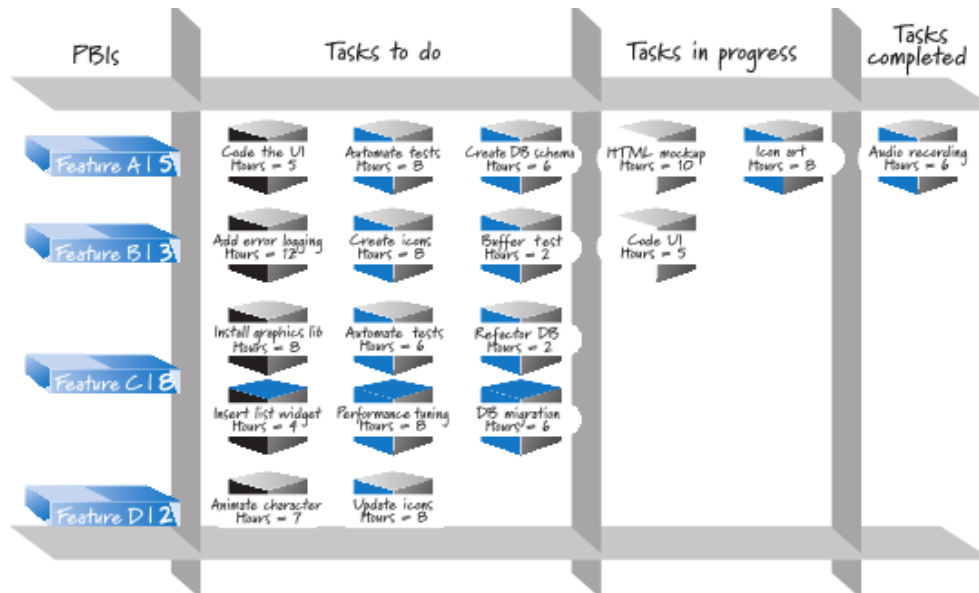 PBIs
Tasks to do
Tasks in progress
Tasks
completed
Feature A | 5
Code the UI
Hours = 5
Automate tests
Hours = 8
Create DB schema
Hours = 6
HTML mockup
Hours = 10
Icon art
Hours = 8
Audio recording
Hours = 6
Feature B | 3
Add error logging
Hours = 12
Create icons
Hours = 8
Buffer test
Hours = 2
Code UI
Hours = 5
Feature C | 8
Install graphics lib
Hours = 8
Automate tests
Hours = 6
Refactor DB
Hours = 2
Insert list widget
Hours = 4
Performance tuning
Hours = 8
DB migration
Hours = 6
Feature D | 2
Animate character
Hours = 7
Update icons
Hours = 8